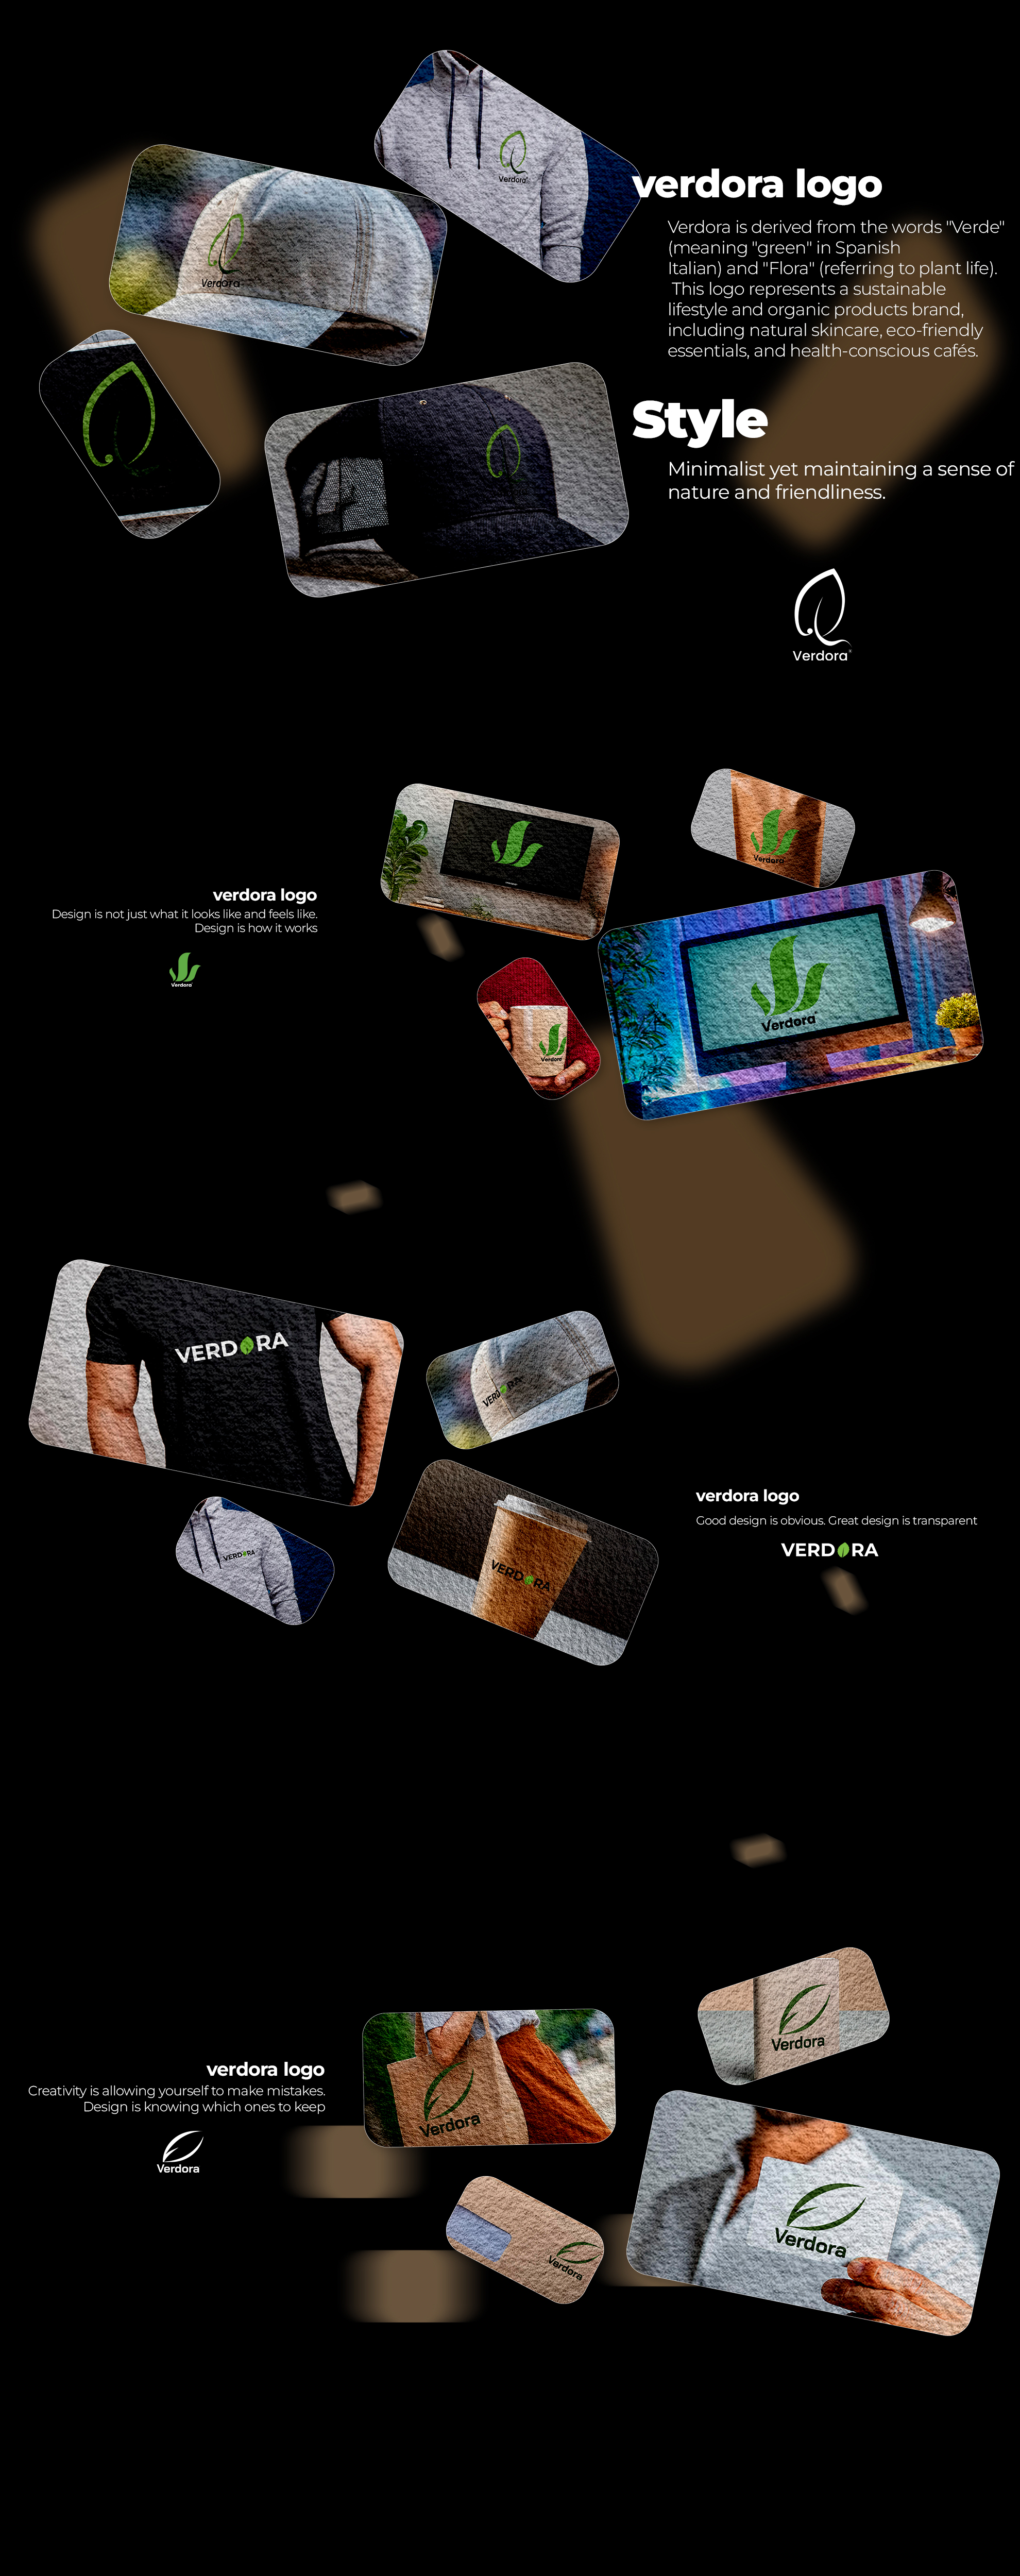 Verdora
Verdora
verdora logo
Verdora is derived from the words "Verde"
(meaning "green" in Spanish
Italian) and "Flora" (referring to plant life).
This logo represents a sustainable
lifestyle and organic products brand,
including natural skincare, eco-friendly
essentials, and health-conscious cafés.
Style
Minimalist yet maintaining a sense of
nature and friendliness.
Verdora
verdora logo
Design is not just what it looks like and feels like.
Design is how it works
Verdora
Verdora
Verdora
Verdora
VERDORA
VERDORA
VERDORA
VERDORA
verdora logo
Good design is obvious. Great design is transparent
VERDORA
verdora logo
Creativity is allowing yourself to make mistakes.
Design is knowing which ones to keep
Verdora
Verdora
Verdora
Verdora
Verdora